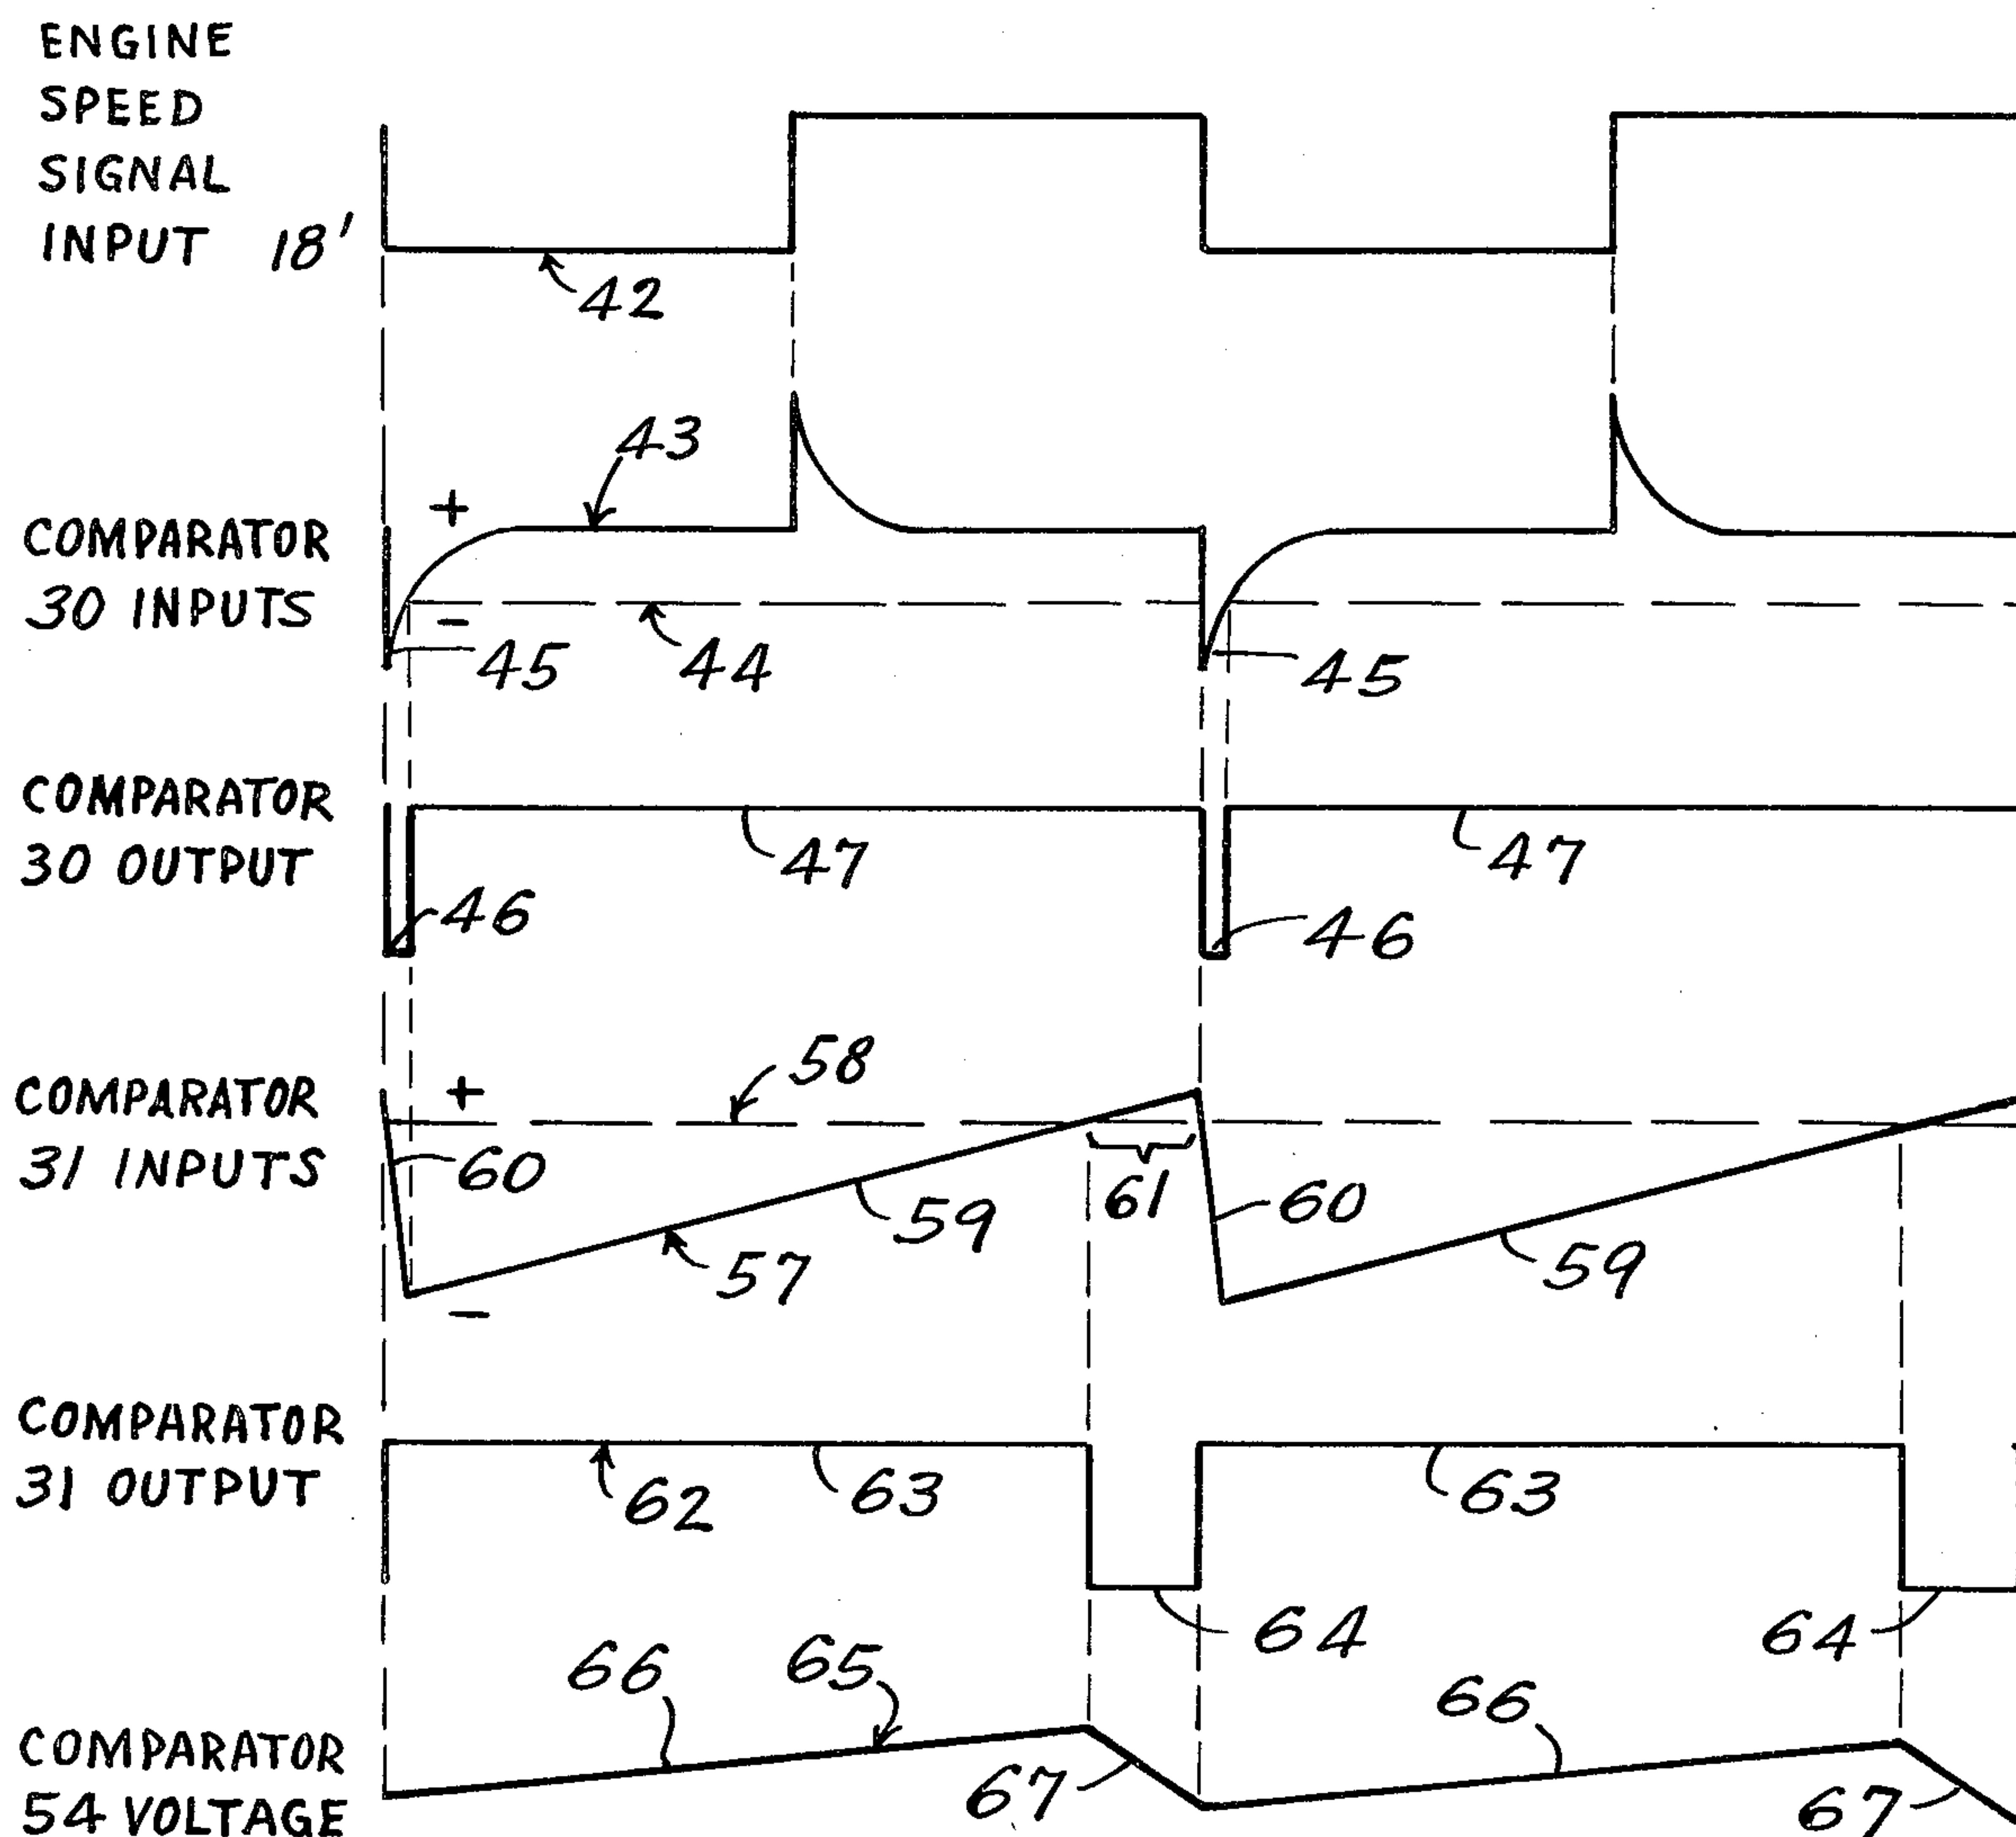 ENGINE
SPEED
SIGNAL
INPUT 18'
42
43
+
COMPARATOR
30 INPUTS
−
45
44
45
COMPARATOR
30 OUTPUT
47
47
46
46
58
+
COMPARATOR
31 INPUTS
60
61
60
59
59
57
−
COMPARATOR
31 OUTPUT
62
63
63
64
64
66
65
66
COMPARATOR
54 VOLTAGE
67
67